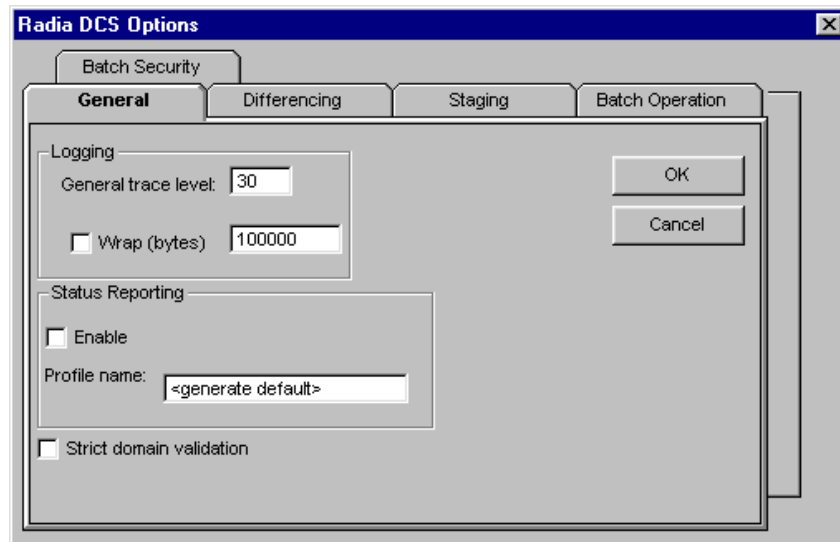 Radia DCS Options
Batch Security
General Differencing Staging Batch Operation
Logging
General trace level: 30
Wrap (bytes) 100000
OK
Cancel
Status Reporting
Enable
Profile name: <generate default>
Strict domain validation